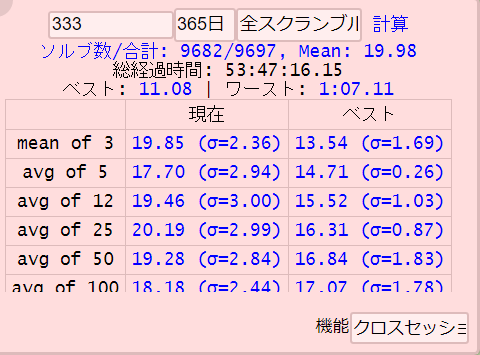 333 365日 全スクランブル 計算
ソルブ数/合計: 9682/9697, Mean: 19.98
総経過時間: 53:47:16.15
ベスト: 11.08 | ワースト: 1:07.11
現在 ベスト
mean of 3 19.85 (σ=2.36) 13.54 (σ=1.69)
avg of 5 17.70 (σ=2.94) 14.71 (σ=0.26)
avg of 12 19.46 (σ=3.00) 15.52 (σ=1.03)
avg of 25 20.19 (σ=2.99) 16.31 (σ=0.87)
avg of 50 19.28 (σ=2.84) 16.84 (σ=1.83)
avg of 100 18.18 (σ=2.44) 17.07 (σ=1.78)
機能 クロスセッショ